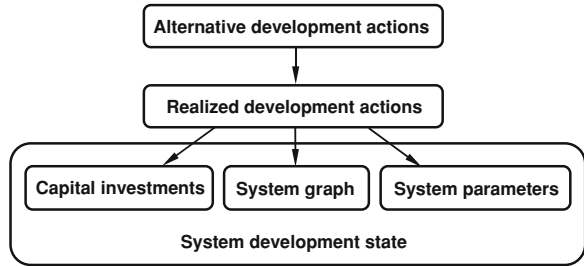 Alternative development actions
Realized development actions
Capital investments
System graph
System parameters
System development state